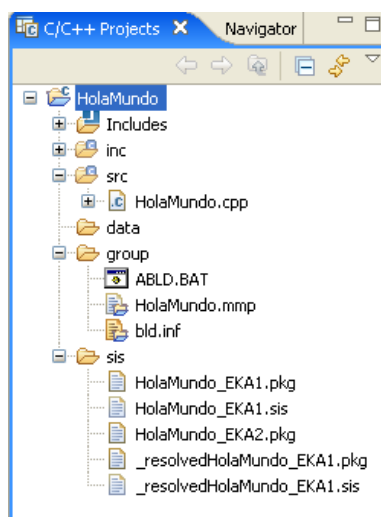 C/C++ Projects Navigator
HolaMundo
Includes
inc
src
HolaMundo.cpp
data
group
ABLD.BAT
HolaMundo.mmp
bld.inf
sis
HolaMundo_EKA1.pkg
HolaMundo_EKA1.sis
HolaMundo_EKA2.pkg
_resolvedHolaMundo_EKA1.pkg
_resolvedHolaMundo_EKA1.sis